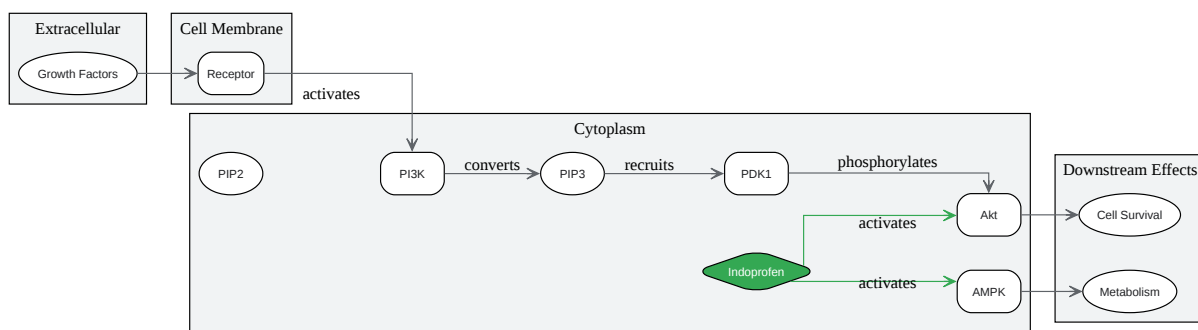 Extracellular
Growth Factors
Cell Membrane
Receptor
activates
Cytoplasm
PIP2
PI3K
converts
PIP3
recruits
PDK1
phosphorylates
Akt
activates
Indoprofen
activates
AMPK
Downstream Effects
Cell Survival
Metabolism